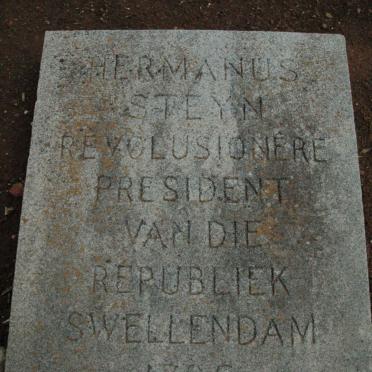 HERMANUS
STEYN
REVOLUSIONÊRE
PRESIDENT
VAN DIE
REPUBLIEK
SWELLENDAM